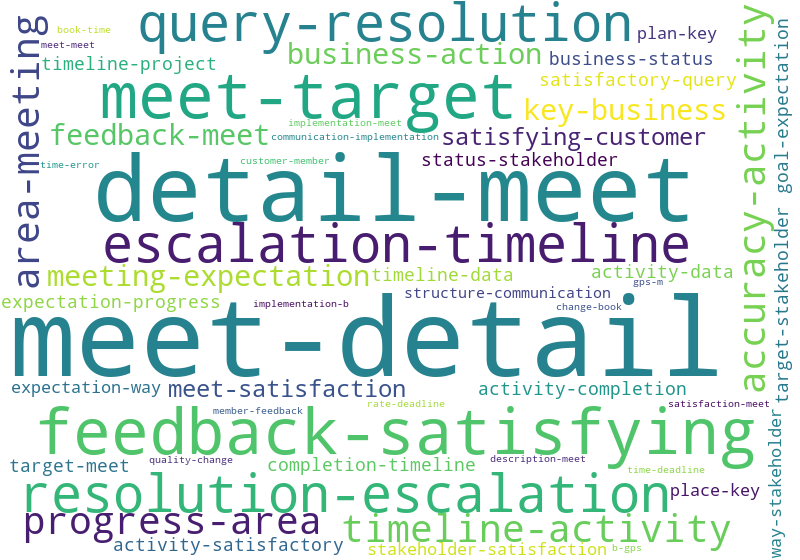 book-time
query-resolution
plan-key
meet-meet
timeline-project
business-action
business-status
meet-target
satisfactory-query
key-business
implementation-meet
feedback-meet
communication-implementation
satisfying-customer
time-error
customer-member
status-stakeholder
area-meeting
detail-meet
accuracy-activity
goal-expectation
target-stakeholder
escalation-timeline
meeting-expectation
timeline-data
activity-data
gps-m
expectation-progress
implementation-b
structure-communication
change-book
meet-detail
expectation-way
meet-satisfaction
activity-completion
member-feedback
rate-deadline
satisfaction-meet
feedback-satisfying
way-stakeholder
target-meet
quality-change
completion-timeline
description-meet
time-deadline
resolution-escalation
place-key
progress-area
timeline-activity
activity-satisfactory
stakeholder-satisfaction
b-gps